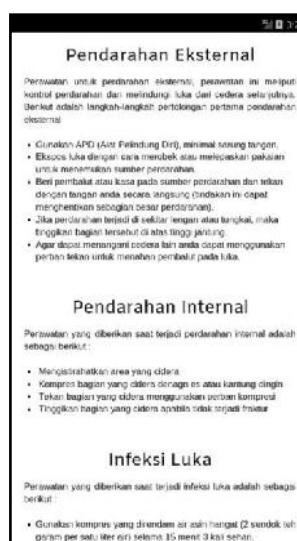 Pendarahan Eksternal
Perawatan untuk perdarahan eksternal, perawatan ini meliputi
kontrol perdarahan dan melindungi luka dari cedera selanjutnya.
Berikut adalah langkah-langkah pertolongan pertama pendarahan
eksternal
• Gunakan APD (Alat Pelindung Diri), minimal sarung tangan.
• Ekspos luka dengan cara merobek atau melepaskan pakaian
untuk menemukan sumber perdarahan.
• Beri pembalut atau kasa pada sumber perdarahan dan tekan
dengan tangan anda secara langsung (tindakan ini dapat
menghentikan sebagian besar perdarahan).
• Jika perdarahan terjadi di sekitar lengan atau tungkai, maka
tinggikan bagian tersebut di atas tinggi jantung.
• Agar dapat menangani cedera lain anda dapat menggunakan
perban tekan untuk menahan pembalut pada luka.
Pendarahan Internal
Perawatan yang diberikan saat terjadi perdarahan internal adalah
sebagai berikut :
• Mengistirahatkan area yang cidera
• Kompres bagian yang cidera denagn es atau kantung dingin
• Tekan bagian yang cidera menggunakan perban kompresi
• Tinggikan bagian yang cidera apabila tidak terjadi fraktur
Infeksi Luka
Perawatan yang diberikan saat terjadi infeksi luka adalah sebagai
berikut :
• Gunakan kompres yang direndam air asin hangat (2 sendok teh
garam per satu liter air) selama 15 menit 3 kali sehari.